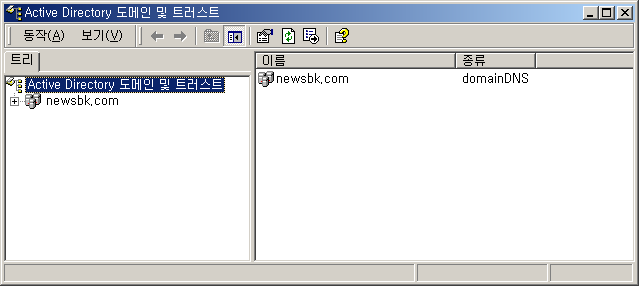 Active Directory 도메인 및 트러스트
동작(A) 보기(V)
트리
Active Directory 도메인 및 트러스트
newsbk.com
이름 종류
newsbk.com domainDNS